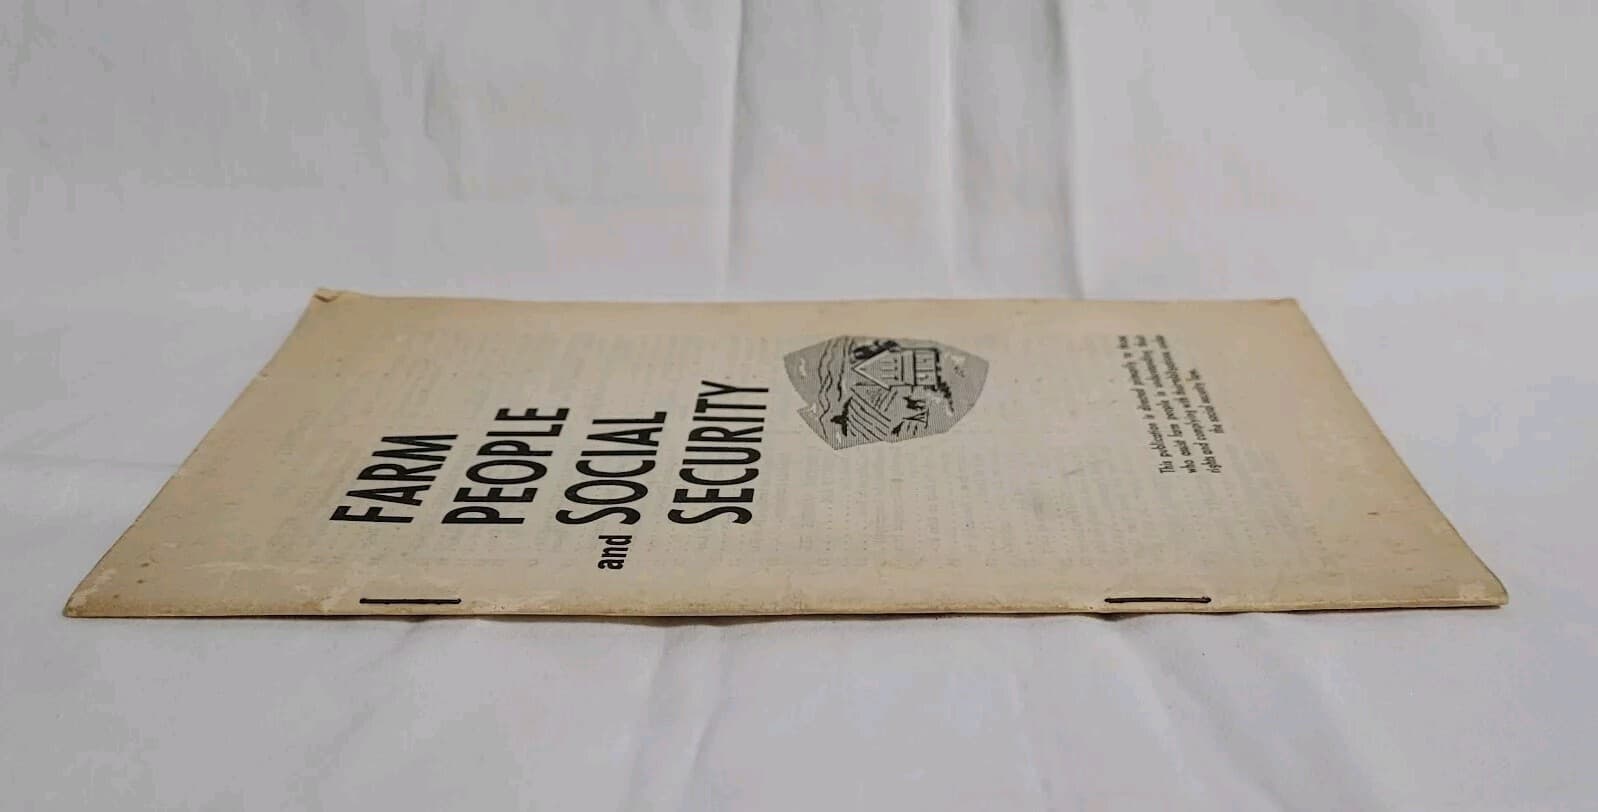 FARM
PEOPLE
and SOCIAL
SECURITY
This publication is directed primarily to those
who assist farm people in understanding their
rights and complying with their obligations under
the social security law.